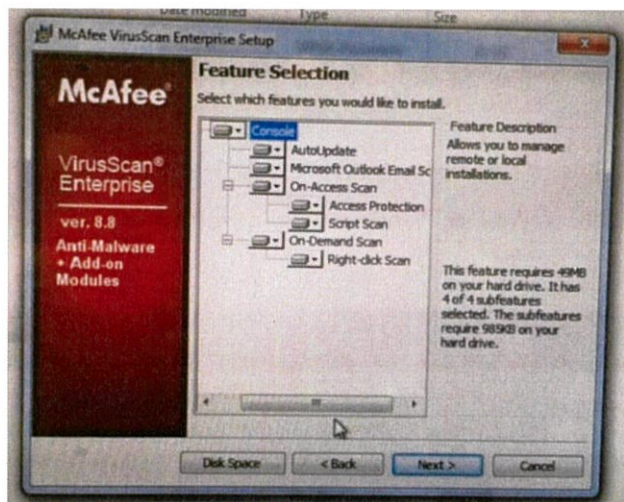 Date modified Type Size
McAfee VirusScan Enterprise Setup
McAfee®
VirusScan®
Enterprise
ver. 8.8
Anti-Malware
+ Add-on
Modules
Feature Selection
Select which features you would like to install.
Console
AutoUpdate
Microsoft Outlook Email Sc
On-Access Scan
Access Protection
Script Scan
On-Demand Scan
Right-click Scan
Feature Description
Allows you to manage
remote or local
installations.
This feature requires 49MB
on your hard drive. It has
4 of 4 subfeatures
selected. The subfeatures
require 985KB on your
hard drive.
Disk Space < Back Next > Cancel